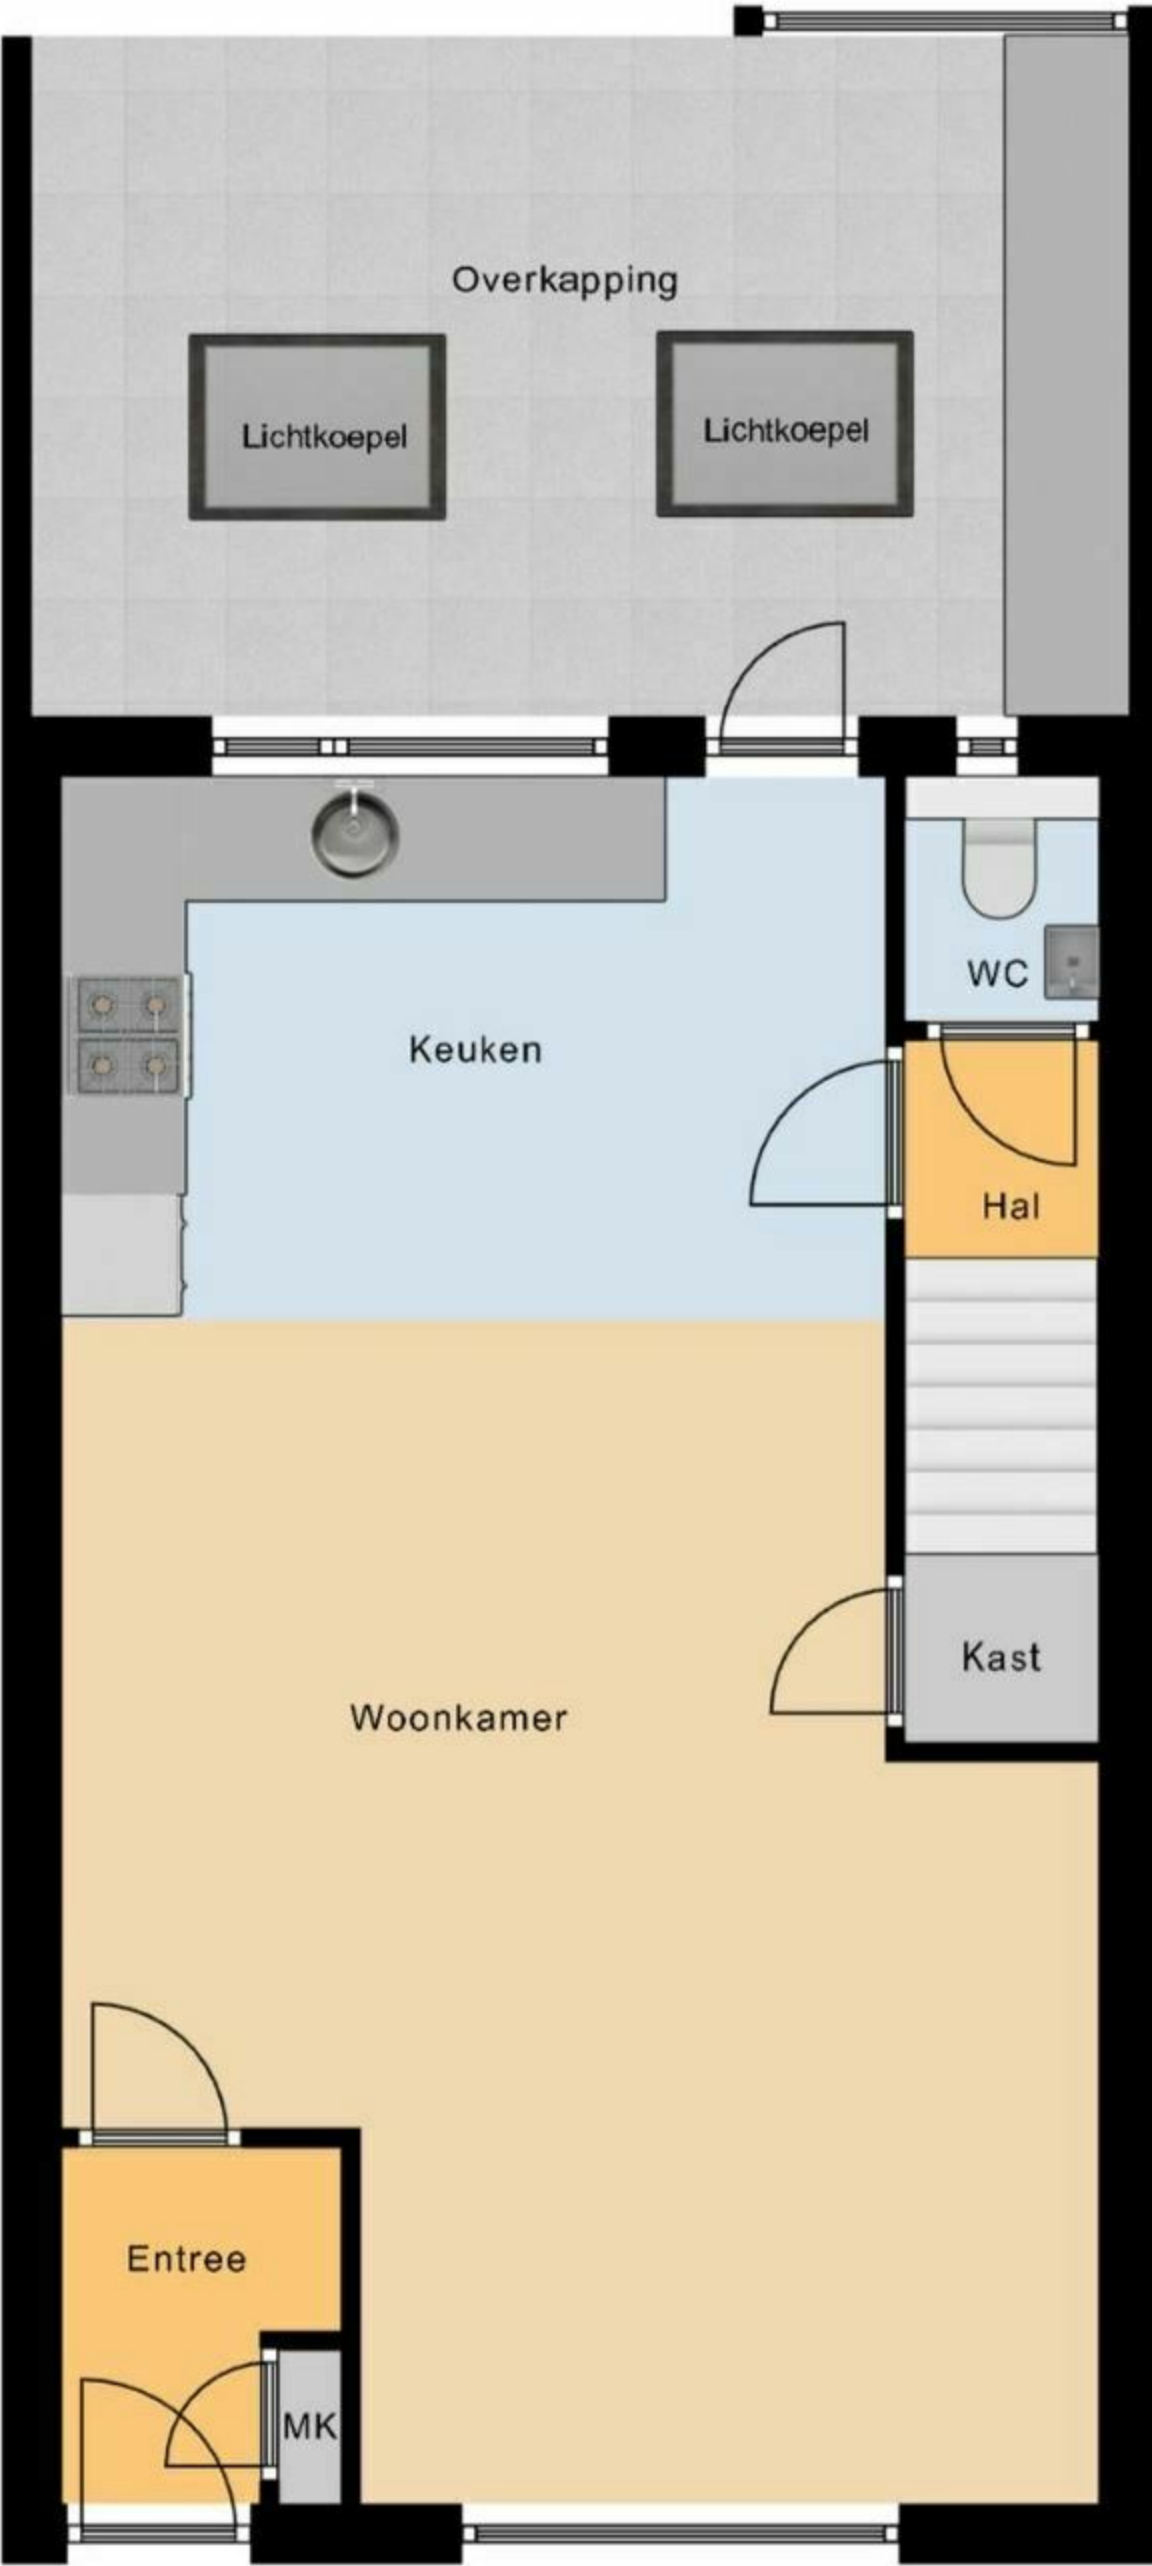 Overkapping
Lichtkoepel
Lichtkoepel
WC
Keuken
Hal
Kast
Woonkamer
Entree
MK